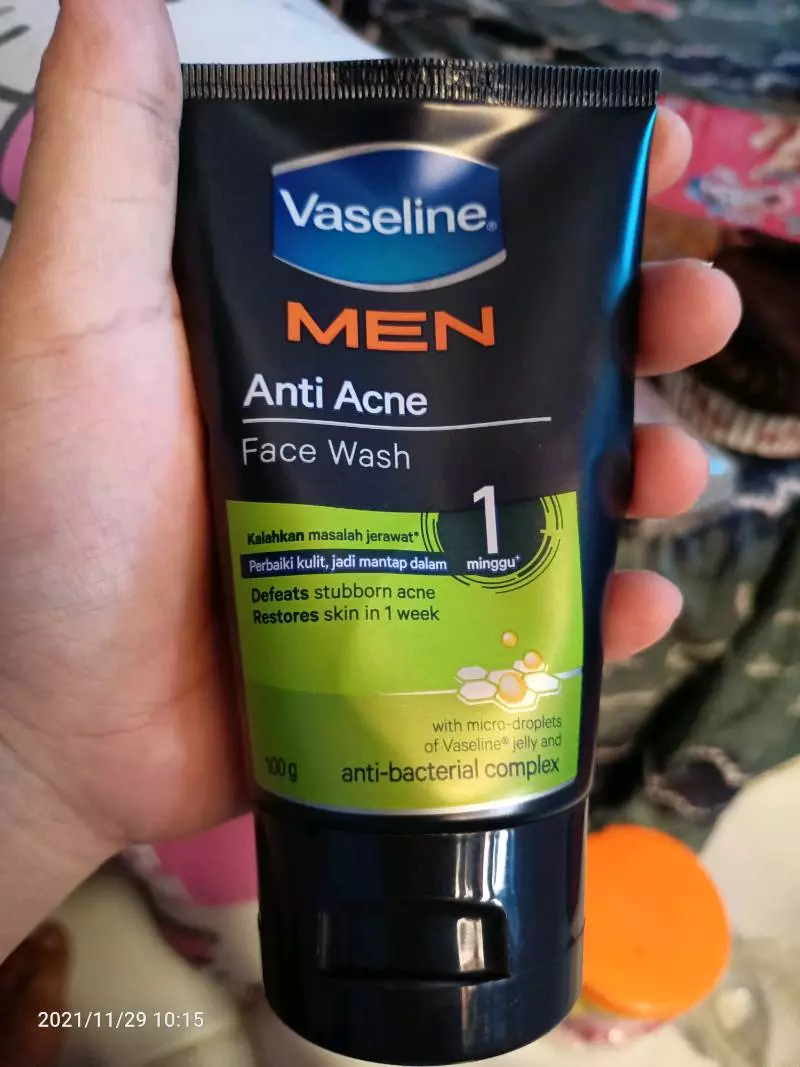 Vaseline®
MEN
Anti Acne
Face Wash
Kalahkan masalah jerawat*
Perbaiki kulit, jadi mantap dalam
1
minggu+
Defeats stubborn acne
Restores skin in 1 week
with micro-droplets
of Vaseline® jelly and
anti-bacterial complex
100 g
2021/11/29 10:15